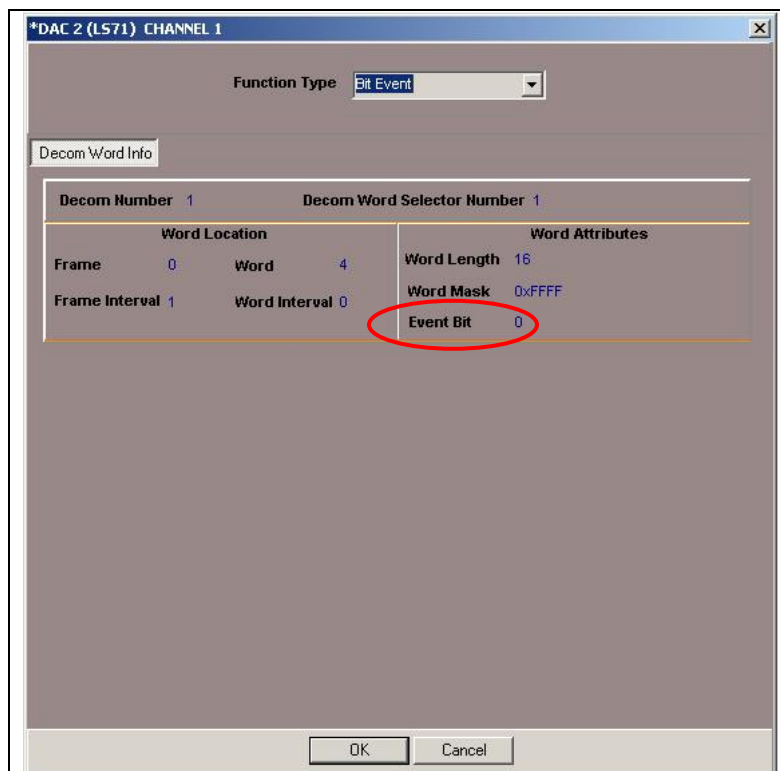 *DAC 2 (LS71) CHANNEL 1
Function Type Bit Event
Decom Word Info
Decom Number 1 Decom Word Selector Number 1
Word Location Word Attributes
Frame 0 Word 4 Word Length 16
Word Mask 0xFFFF
Frame Interval 1 Word Interval 0
Event Bit 0
OK Cancel